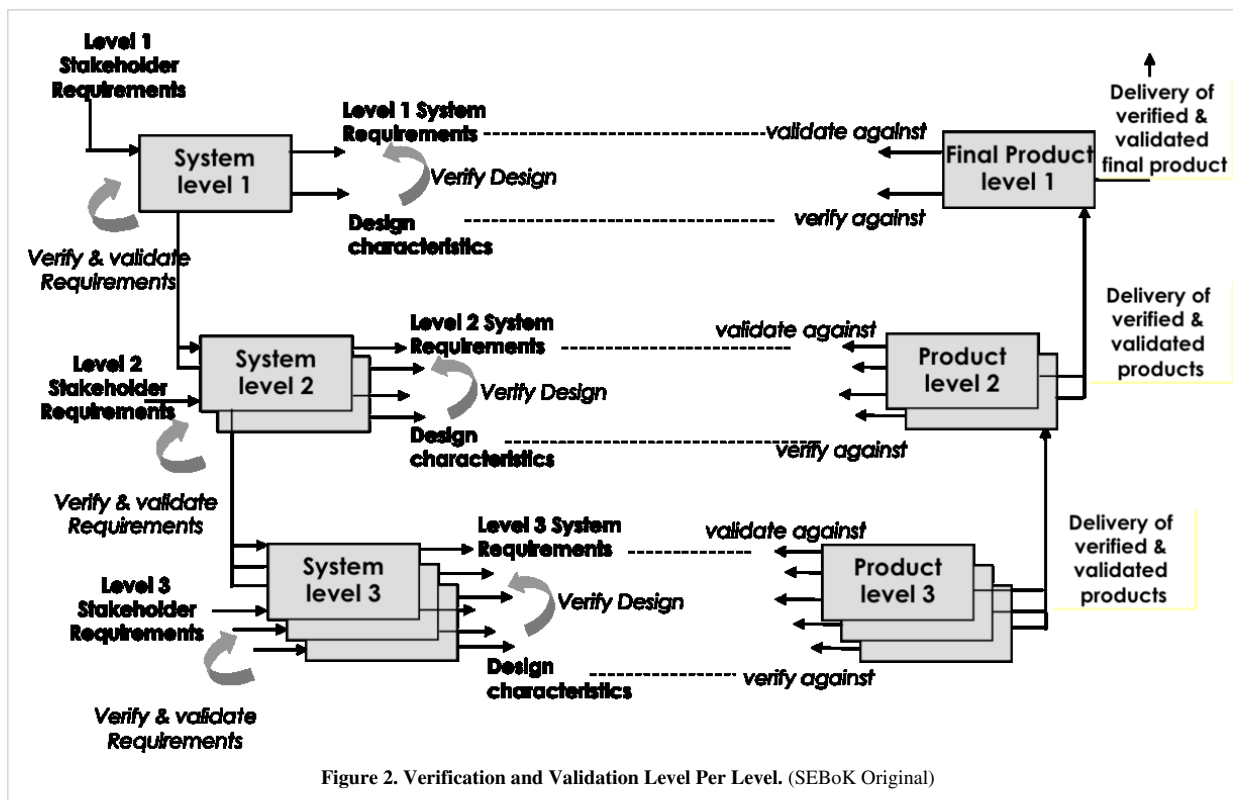 Level 1
Stakeholder
Requirements
System
level 1
Level 1 System
Requirements
Verify Design
Design
characteristics
Verify & validate
Requirements
validate against
verify against
Final Product
level 1
Delivery of
verified &
validated
final product
Level 2
Stakeholder
Requirements
System
level 2
Level 2 System
Requirements
Verify Design
Design
characteristics
Verify & validate
Requirements
validate against
verify against
Product
level 2
Delivery of
verified &
validated
products
Level 3
Stakeholder
Requirements
System
level 3
Level 3 System
Requirements
Verify Design
Design
characteristics
Verify & validate
Requirements
validate against
verify against
Product
level 3
Delivery of
verified &
validated
products
Figure 2. Verification and Validation Level Per Level. (SEBoK Original)